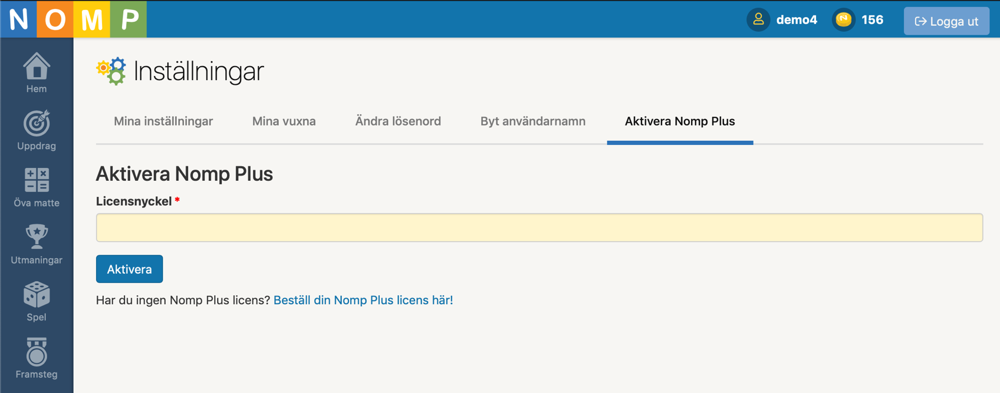 NOMP
demo4
156
Logga ut
Hem
Uppdrag
Öva matte
Utmaningar
Spel
Framsteg
Inställningar
Mina inställningar
Mina vuxna
Ändra lösenord
Byt användarnamn
Aktivera Nomp Plus
Aktivera Nomp Plus
Licensnyckel *
Aktivera
Har du ingen Nomp Plus licens? Beställ din Nomp Plus licens här!